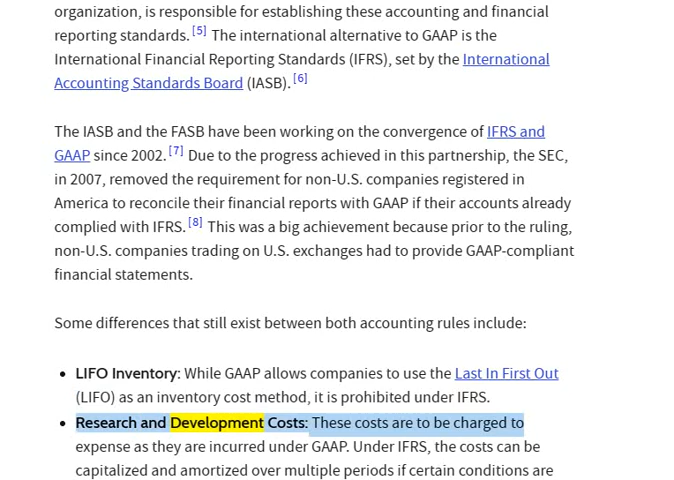 organization, is responsible for establishing these accounting and financial
reporting standards. [5] The international alternative to GAAP is the
International Financial Reporting Standards (IFRS), set by the International
Accounting Standards Board (IASB). [6]
The IASB and the FASB have been working on the convergence of IFRS and
GAAP since 2002. [7] Due to the progress achieved in this partnership, the SEC,
in 2007, removed the requirement for non-U.S. companies registered in
America to reconcile their financial reports with GAAP if their accounts already
complied with IFRS. [8] This was a big achievement because prior to the ruling,
non-U.S. companies trading on U.S. exchanges had to provide GAAP-compliant
financial statements.
Some differences that still exist between both accounting rules include:
• LIFO Inventory: While GAAP allows companies to use the Last In First Out
(LIFO) as an inventory cost method, it is prohibited under IFRS.
• Research and Development Costs: These costs are to be charged to
expense as they are incurred under GAAP. Under IFRS, the costs can be
capitalized and amortized over multiple periods if certain conditions are